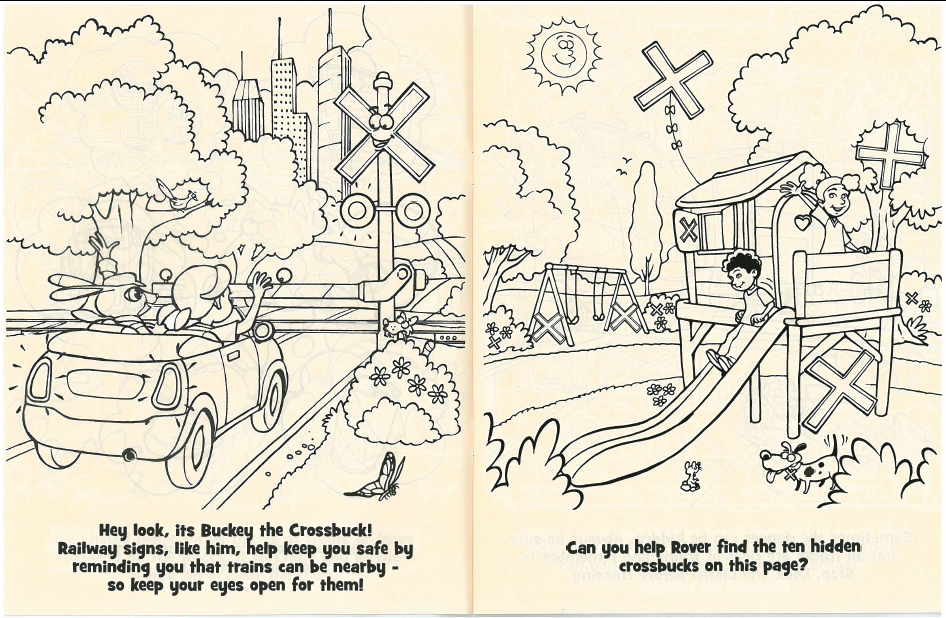 Hey look, its Buckey the Crossbuck!
Railway signs, like him, help keep you safe by
reminding you that trains can be nearby -
so keep your eyes open for them!
Can you help Rover find the ten hidden
crossbucks on this page?